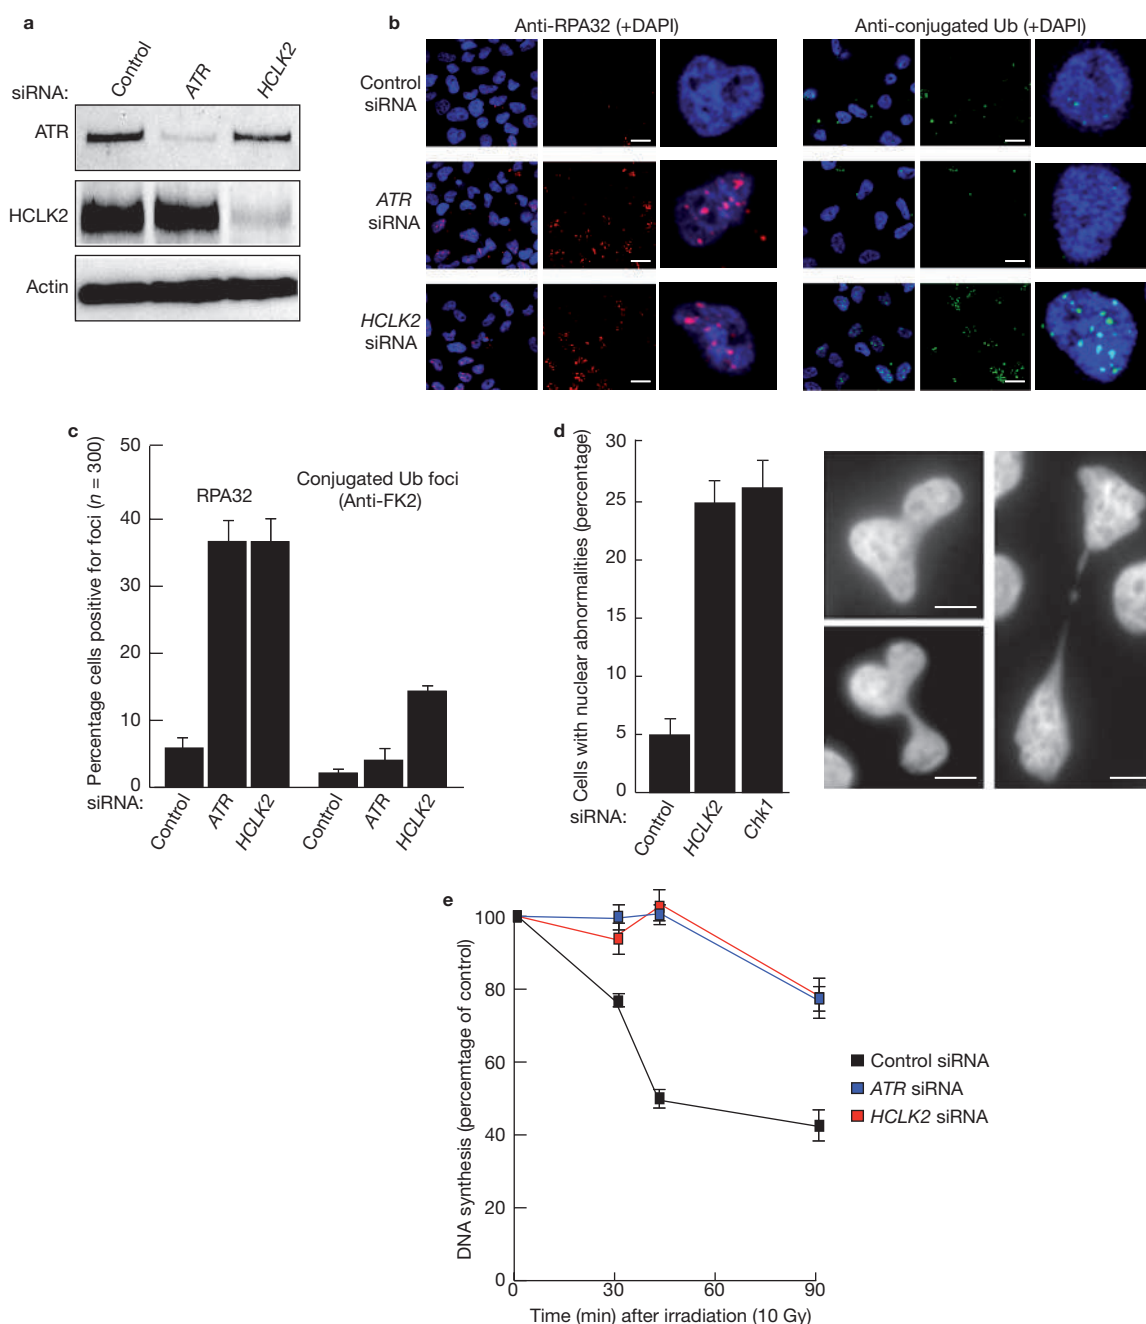 a
siRNA:
Control
ATR
HCLK2
ATR
HCLK2
Actin
b
Anti-RPA32 (+DAPI)
Anti-conjugated Ub (+DAPI)
Control
siRNA
ATR
siRNA
HCLK2
siRNA
c
Percentage cells positive for foci (n = 300)
50
40
30
20
10
0
RPA32
Conjugated Ub foci
(Anti-FK2)
siRNA:
Control
ATR
HCLK2
Control
ATR
HCLK2
d
Cells with nuclear abnormalities (percentage)
30
25
20
15
10
5
0
siRNA:
Control
HCLK2
Chk1
e
DNA synthesis (percemtage of control)
100
80
60
40
20
0
0
30
60
90
Time (min) after irradiation (10 Gy)
Control siRNA
ATR siRNA
HCLK2 siRNA